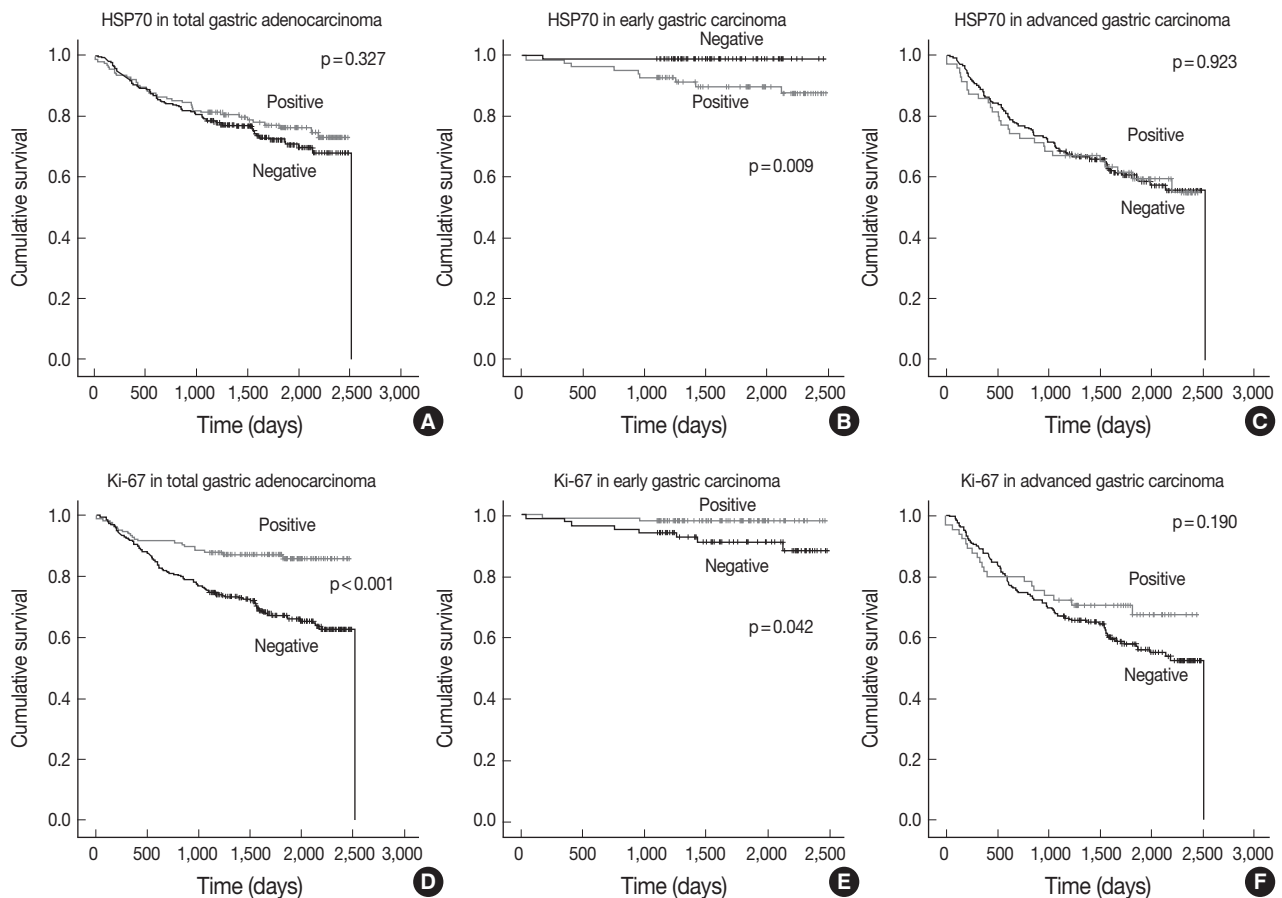 HSP70 in total gastric adenocarcinoma
1.0
0.8
0.6
0.4
0.2
0.0
Cumulative survival
p=0.327
Positive
Negative
0 500 1,000 1,500 2,000 2,500 3,000
Time (days)
A
HSP70 in early gastric carcinoma
1.0
0.8
0.6
0.4
0.2
0.0
Cumulative survival
Negative
Positive
p=0.009
0 500 1,000 1,500 2,000 2,500
Time (days)
B
HSP70 in advanced gastric carcinoma
1.0
0.8
0.6
0.4
0.2
0.0
Cumulative survival
p=0.923
Positive
Negative
0 500 1,000 1,500 2,000 2,500 3,000
Time (days)
C
Ki-67 in total gastric adenocarcinoma
1.0
0.8
0.6
0.4
0.2
0.0
Cumulative survival
Positive
p<0.001
Negative
0 500 1,000 1,500 2,000 2,500 3,000
Time (days)
D
Ki-67 in early gastric carcinoma
1.0
0.8
0.6
0.4
0.2
0.0
Cumulative survival
Positive
Negative
p=0.042
0 500 1,000 1,500 2,000 2,500
Time (days)
E
Ki-67 in advanced gastric carcinoma
1.0
0.8
0.6
0.4
0.2
0.0
Cumulative survival
p=0.190
Positive
Negative
0 500 1,000 1,500 2,000 2,500 3,000
Time (days)
F